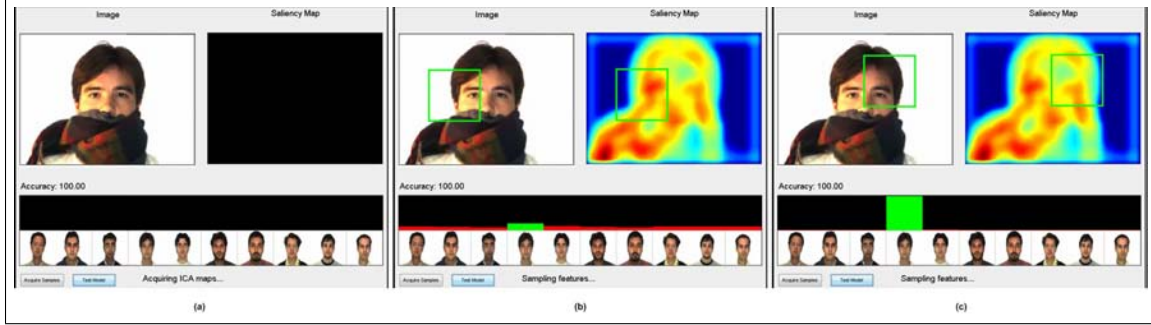 Image Saliency Map
Accuracy: 100.00
Acquire Samples Test Model Acquiring ICA maps...
(a)
Image Saliency Map
Accuracy: 100.00
Acquire Samples Test Model Sampling features...
(b)
Image Saliency Map
Accuracy: 100.00
Acquire Samples Test Model Sampling features...
(c)